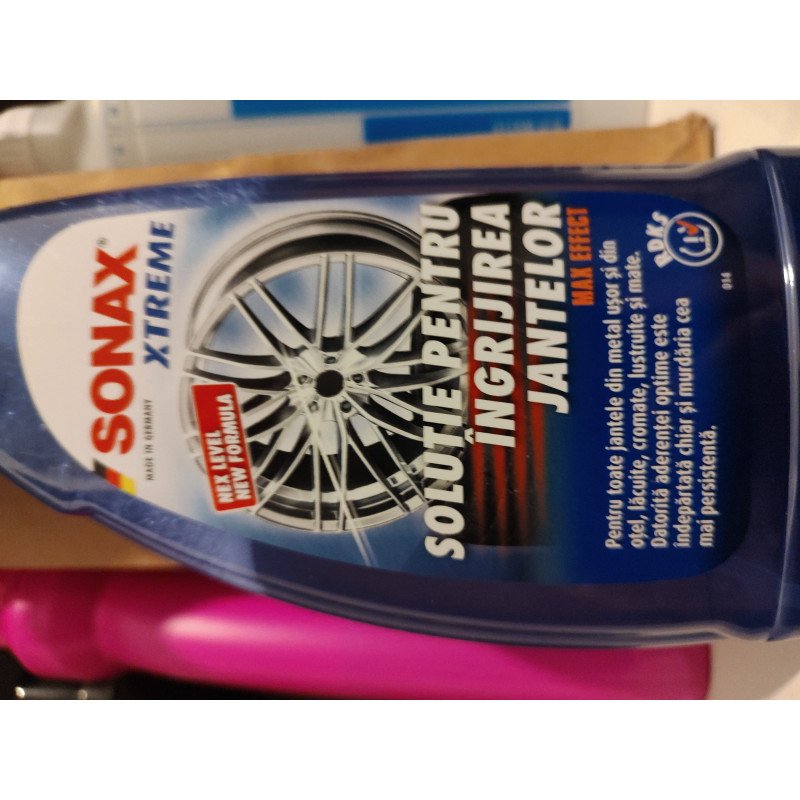 SONAX®
MADE IN GERMANY
XTREME
NEX LEVEL
NEW FORMULA
SOLUȚIE PENTRU
ÎNGRIJIREA
JANTELOR
MAX EFFECT
Pentru toate jantele din metal ușor și din
oțel, lăcuite, cromate, lustruite și mate.
Datorită aderenței optime este
îndepărtată chiar și murdăria cea
mai persistentă.
RDKS
014